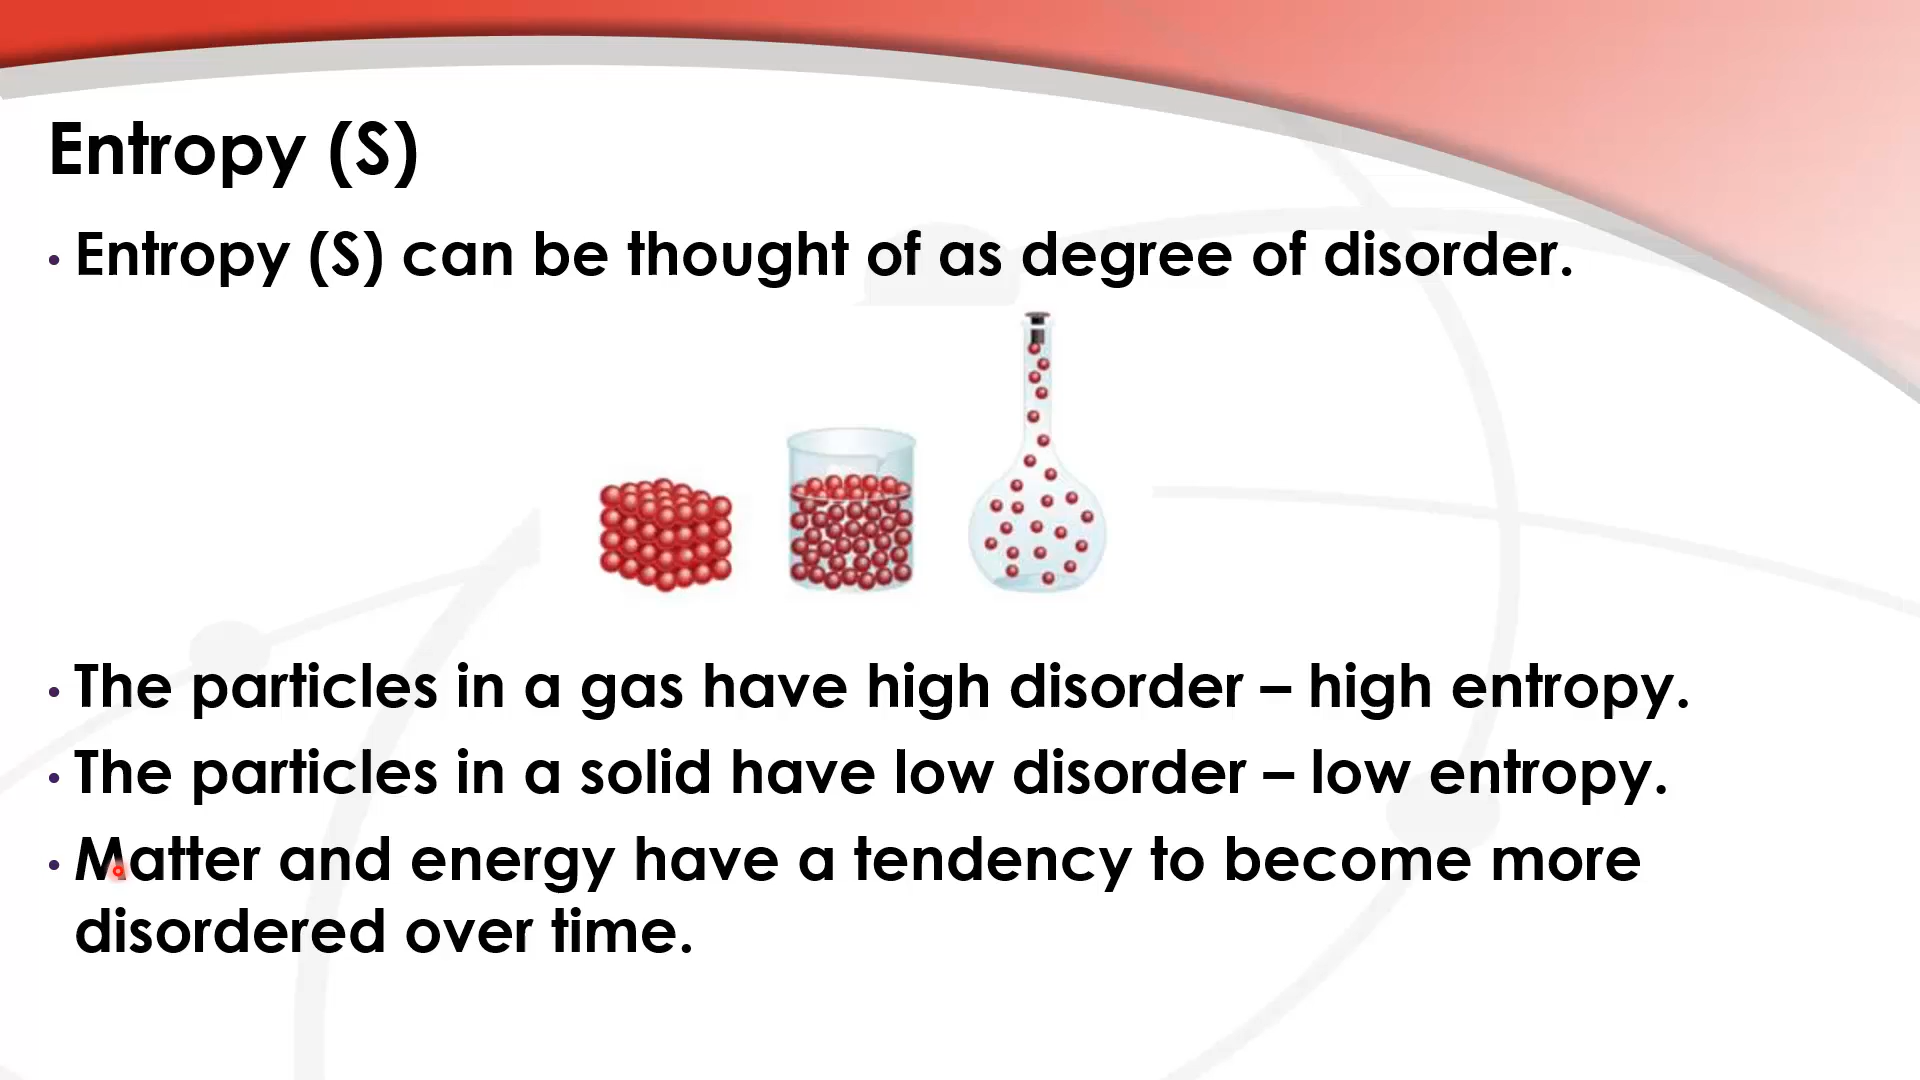 Entropy (S)
• Entropy (S) can be thought of as degree of disorder.
• The particles in a gas have high disorder – high entropy.
• The particles in a solid have low disorder – low entropy.
• Matter and energy have a tendency to become more
disordered over time.